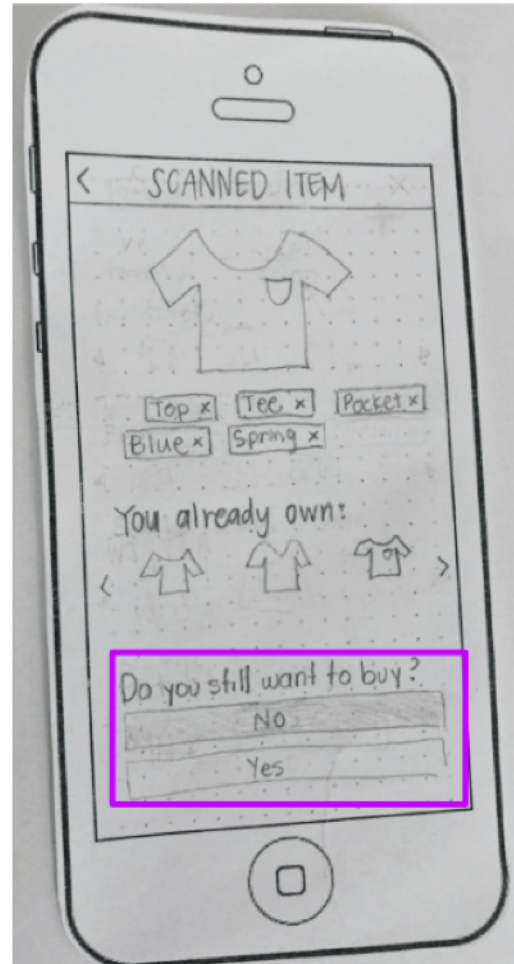 < SCANNED ITEM X
Top x Tee x Pocket x
Blue x Spring x
You already own:
< >
Do you still want to buy?
No
Yes